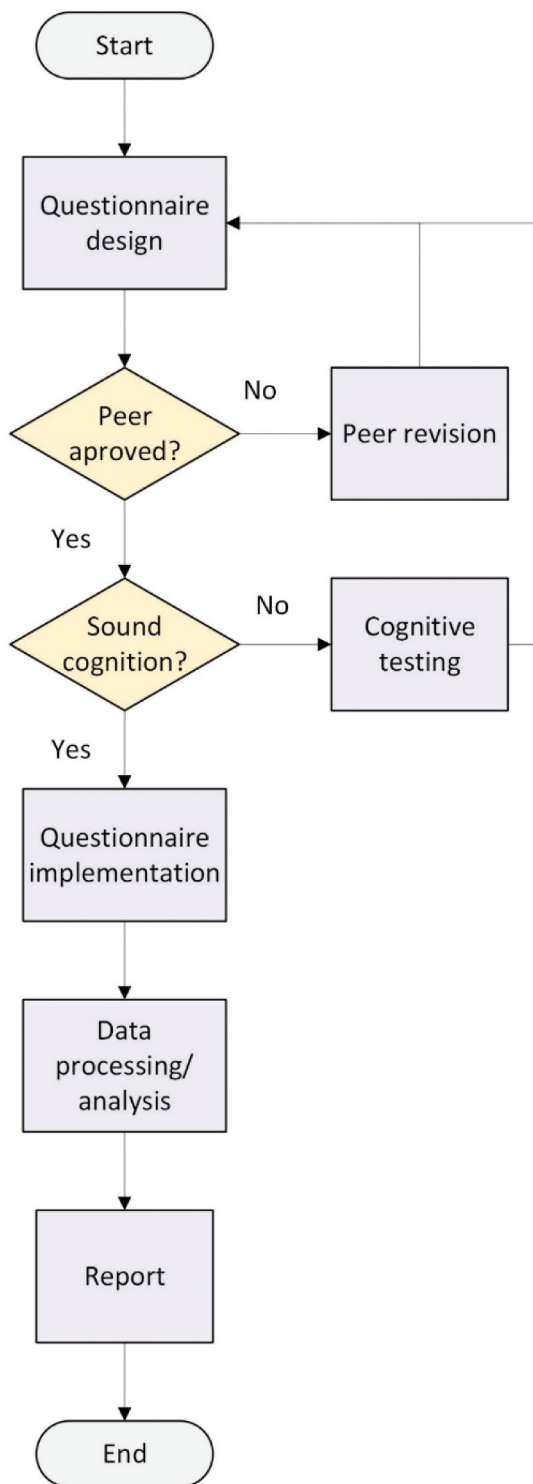 Start
Questionnaire
design
Peer
aproved?
No
Peer revision
Yes
Sound
cognition?
No
Cognitive
testing
Yes
Questionnaire
implementation
Data
processing/
analysis
Report
End